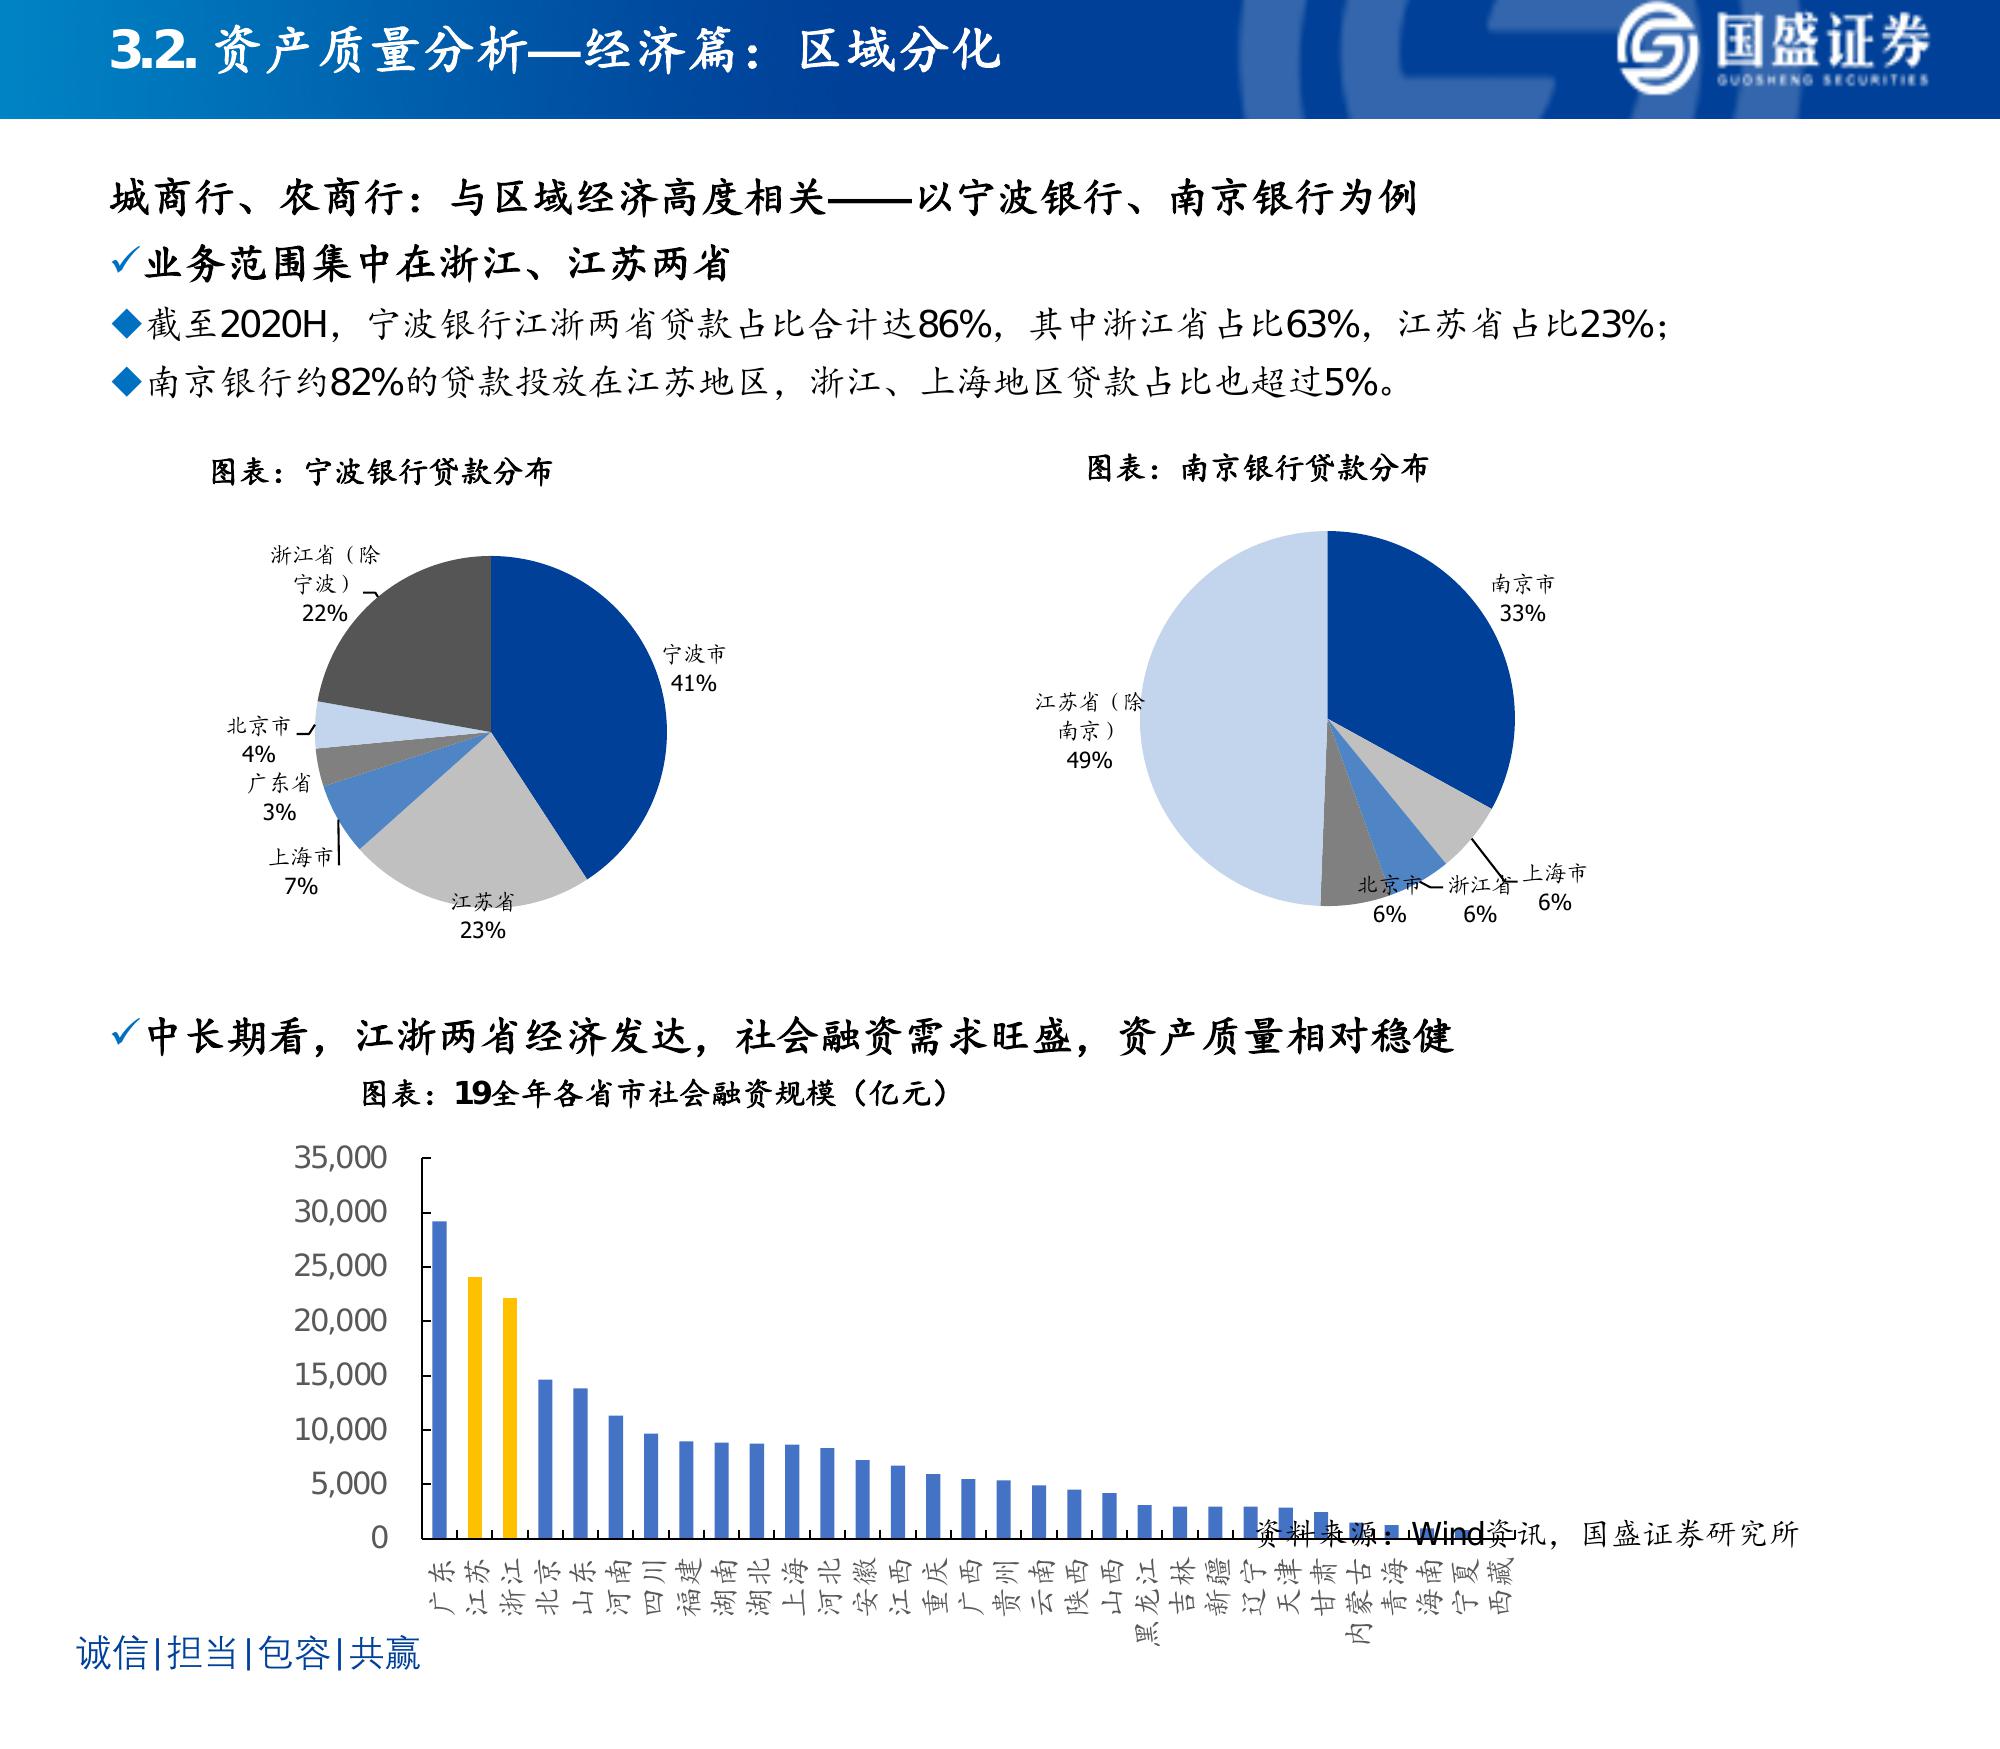 3.2. 资产质量分析—经济篇：区域分化
国盛证券
GUOSHENG SECURITIES
城商行、农商行：与区域经济高度相关——以宁波银行、南京银行为例
✓业务范围集中在浙江、江苏两省
◆截至2020H，宁波银行江浙两省贷款占比合计达86%，其中浙江省占比63%，江苏省占比23%；
◆南京银行约82%的贷款投放在江苏地区，浙江、上海地区贷款占比也超过5%。
图表：宁波银行贷款分布
浙江省（除
宁波）
22%
宁波市
41%
北京市
4%
广东省
3%
上海市
7%
江苏省
23%
图表：南京银行贷款分布
南京市
33%
江苏省（除
南京）
49%
北京市
6%
浙江省
6%
上海市
6%
✓中长期看，江浙两省经济发达，社会融资需求旺盛，资产质量相对稳健
图表：19全年各省市社会融资规模（亿元）
35,000
30,000
25,000
20,000
15,000
10,000
5,000
0
广东
江苏
浙江
北京
山东
河南
四川
福建
湖南
湖北
上海
河北
安徽
江西
重庆
广西
贵州
云南
陕西
山西
黑龙江
吉林
新疆
辽宁
天津
甘肃
内蒙古
青海
海南
宁夏
西藏
资料来源：Wind资讯，国盛证券研究所
诚信|担当|包容|共赢